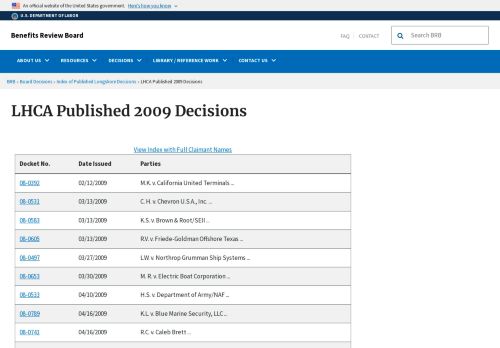 An official website of the United States government. Here's how you know
U.S. DEPARTMENT OF LABOR
Benefits Review Board
FAQ CONTACT
Search BRB
ABOUT US RESOURCES DECISIONS LIBRARY / REFERENCE WORK CONTACT US
BRB » Board Decisions » Index of Published Longshore Decisions » LHCA Published 2009 Decisions
LHCA Published 2009 Decisions
View Index with Full Claimant Names
Docket No. Date Issued Parties
08-0392 02/12/2009 M.K. v. California United Terminals ...
08-0531 03/13/2009 C. H. v. Chevron U.S.A., Inc. ...
08-0583 03/13/2009 K.S. v. Brown & Root/SEII ...
08-0605 03/13/2009 R.V. v. Friede-Goldman Offshore Texas ...
08-0497 03/27/2009 L.W. v. Northrop Grumman Ship Systems ...
08-0653 03/30/2009 M. R. v. Electric Boat Corporation ...
08-0533 04/10/2009 H.S. v. Department of Army/NAF ...
08-0789 04/16/2009 K.L. v. Blue Marine Security, LLC ...
08-0741 04/16/2009 R.C. v. Caleb Brett ...